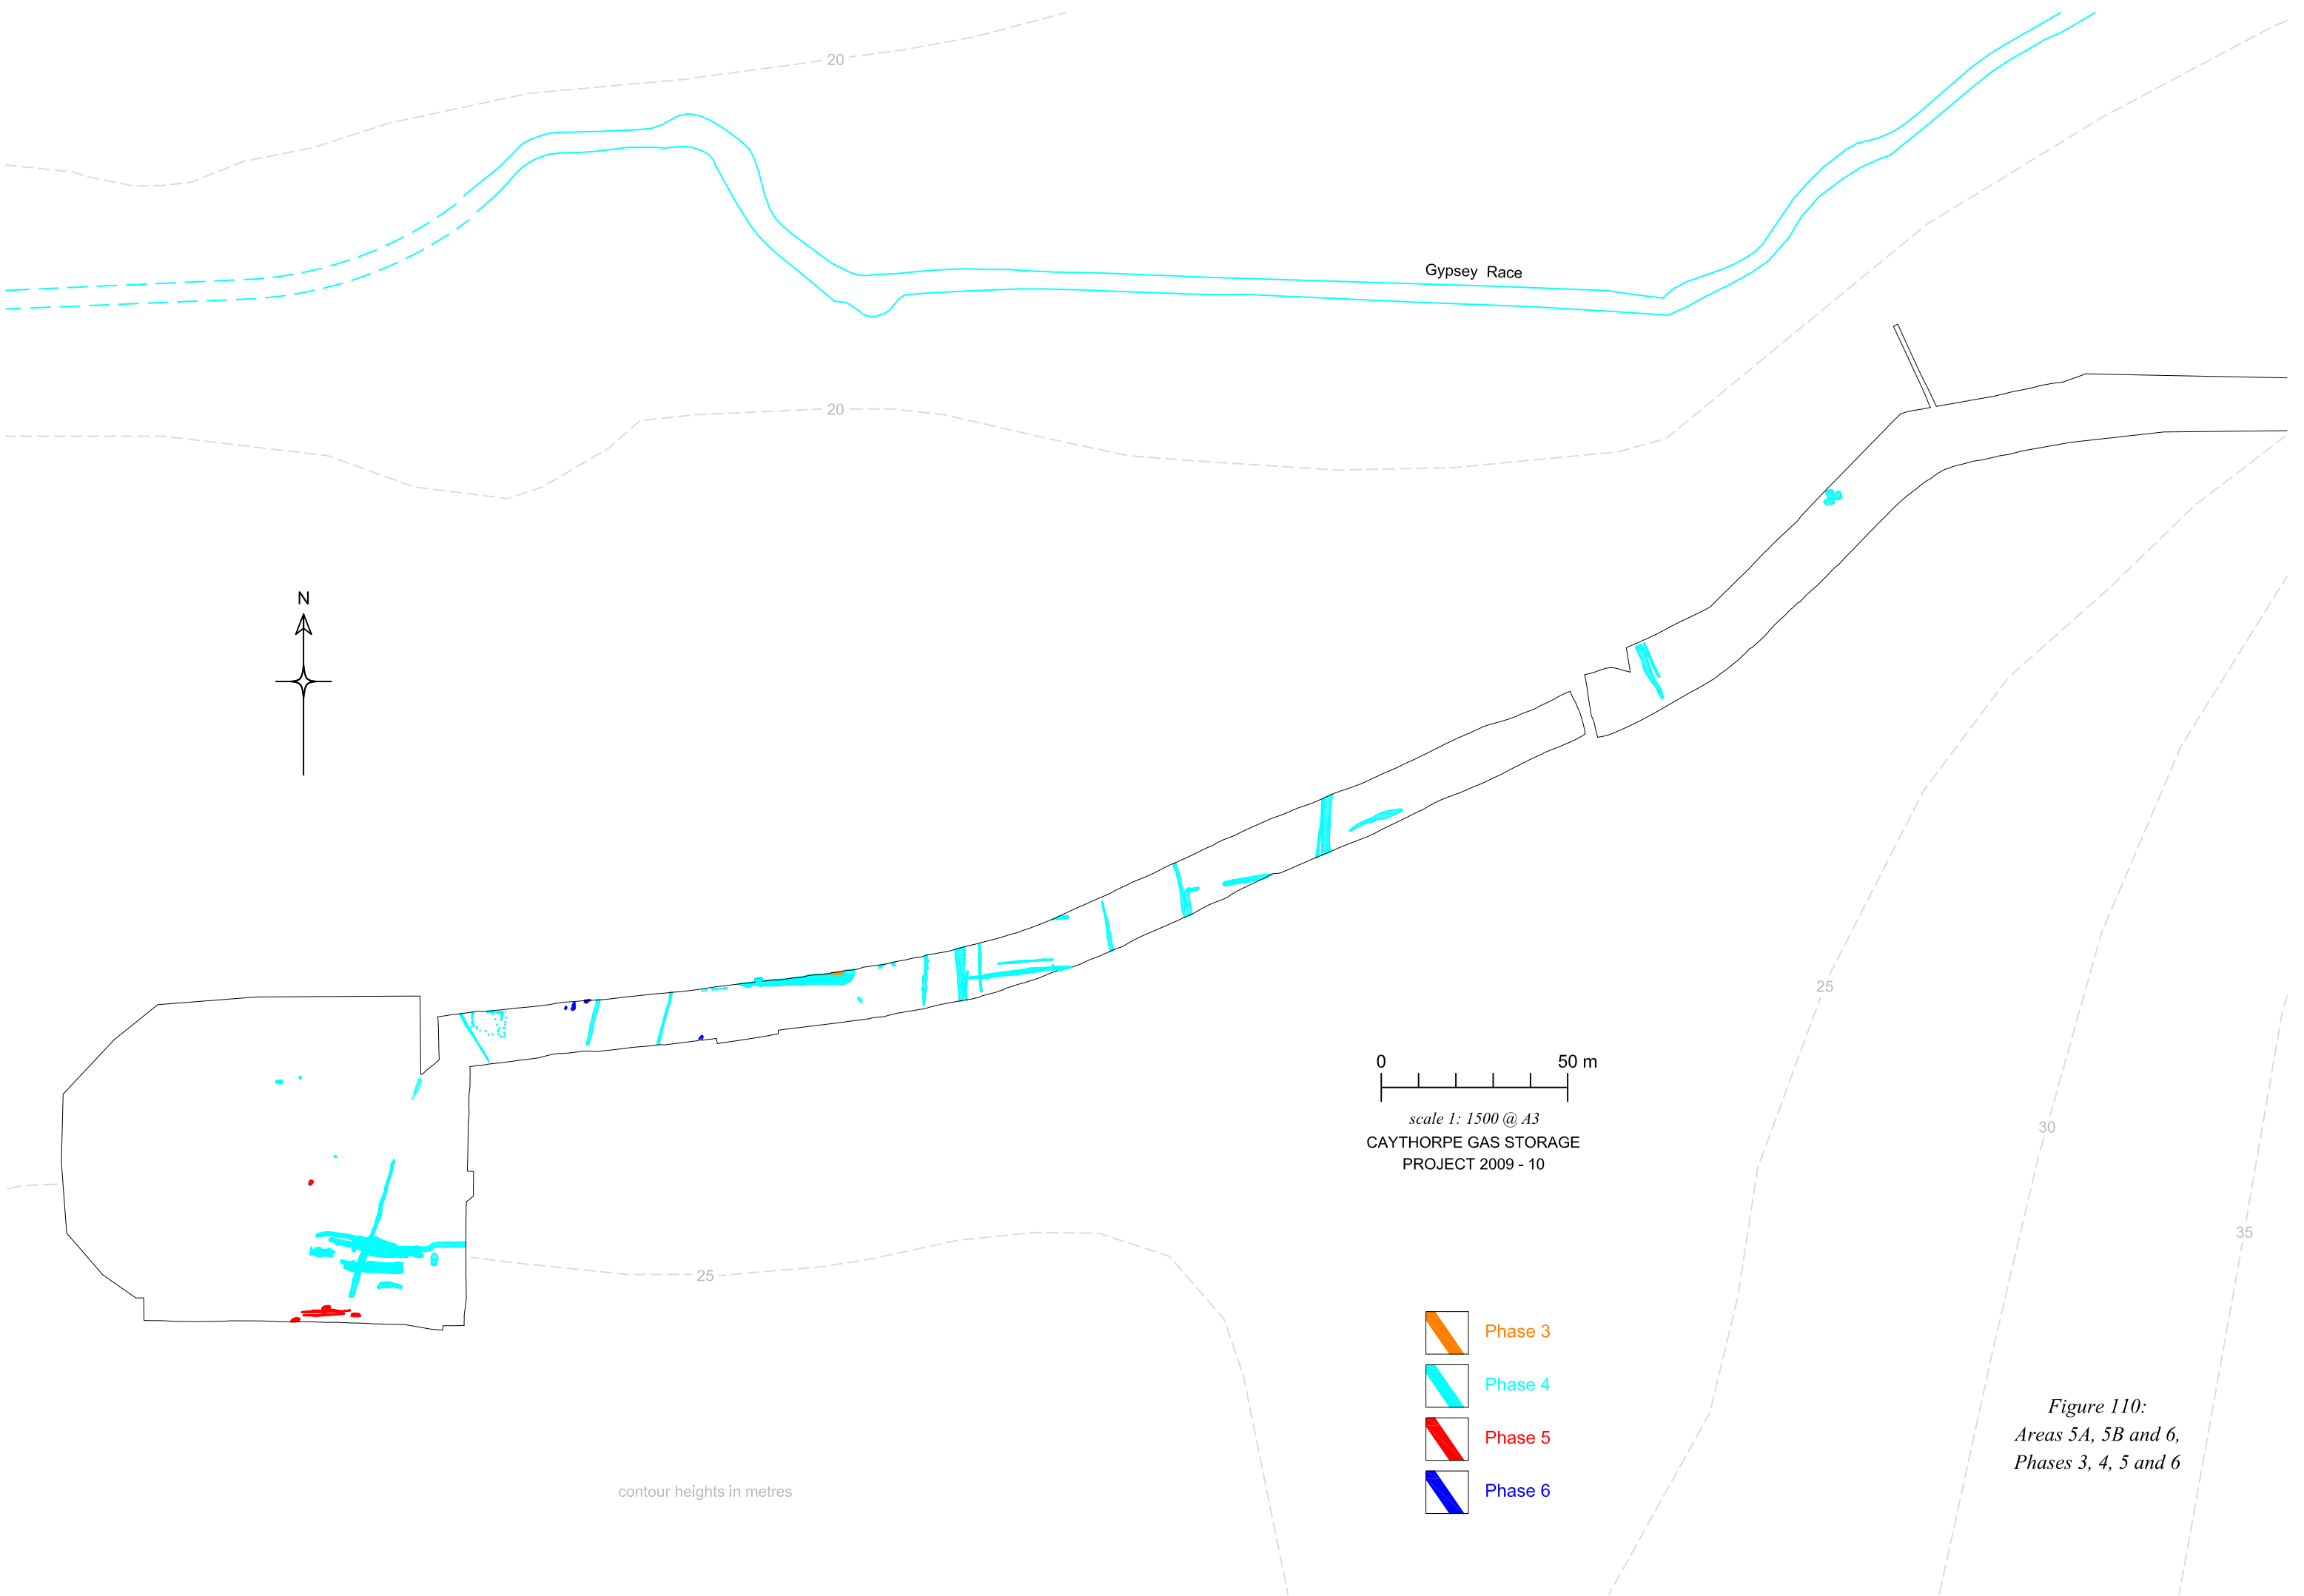 20
Gypsey Race
20
N
25
0 50 m
scale 1: 1500 @ A3
CAYTHORPE GAS STORAGE
PROJECT 2009 - 10
30
35
25
Phase 3
Phase 4
Phase 5
Phase 6
Figure 110:
Areas 5A, 5B and 6,
Phases 3, 4, 5 and 6
contour heights in metres